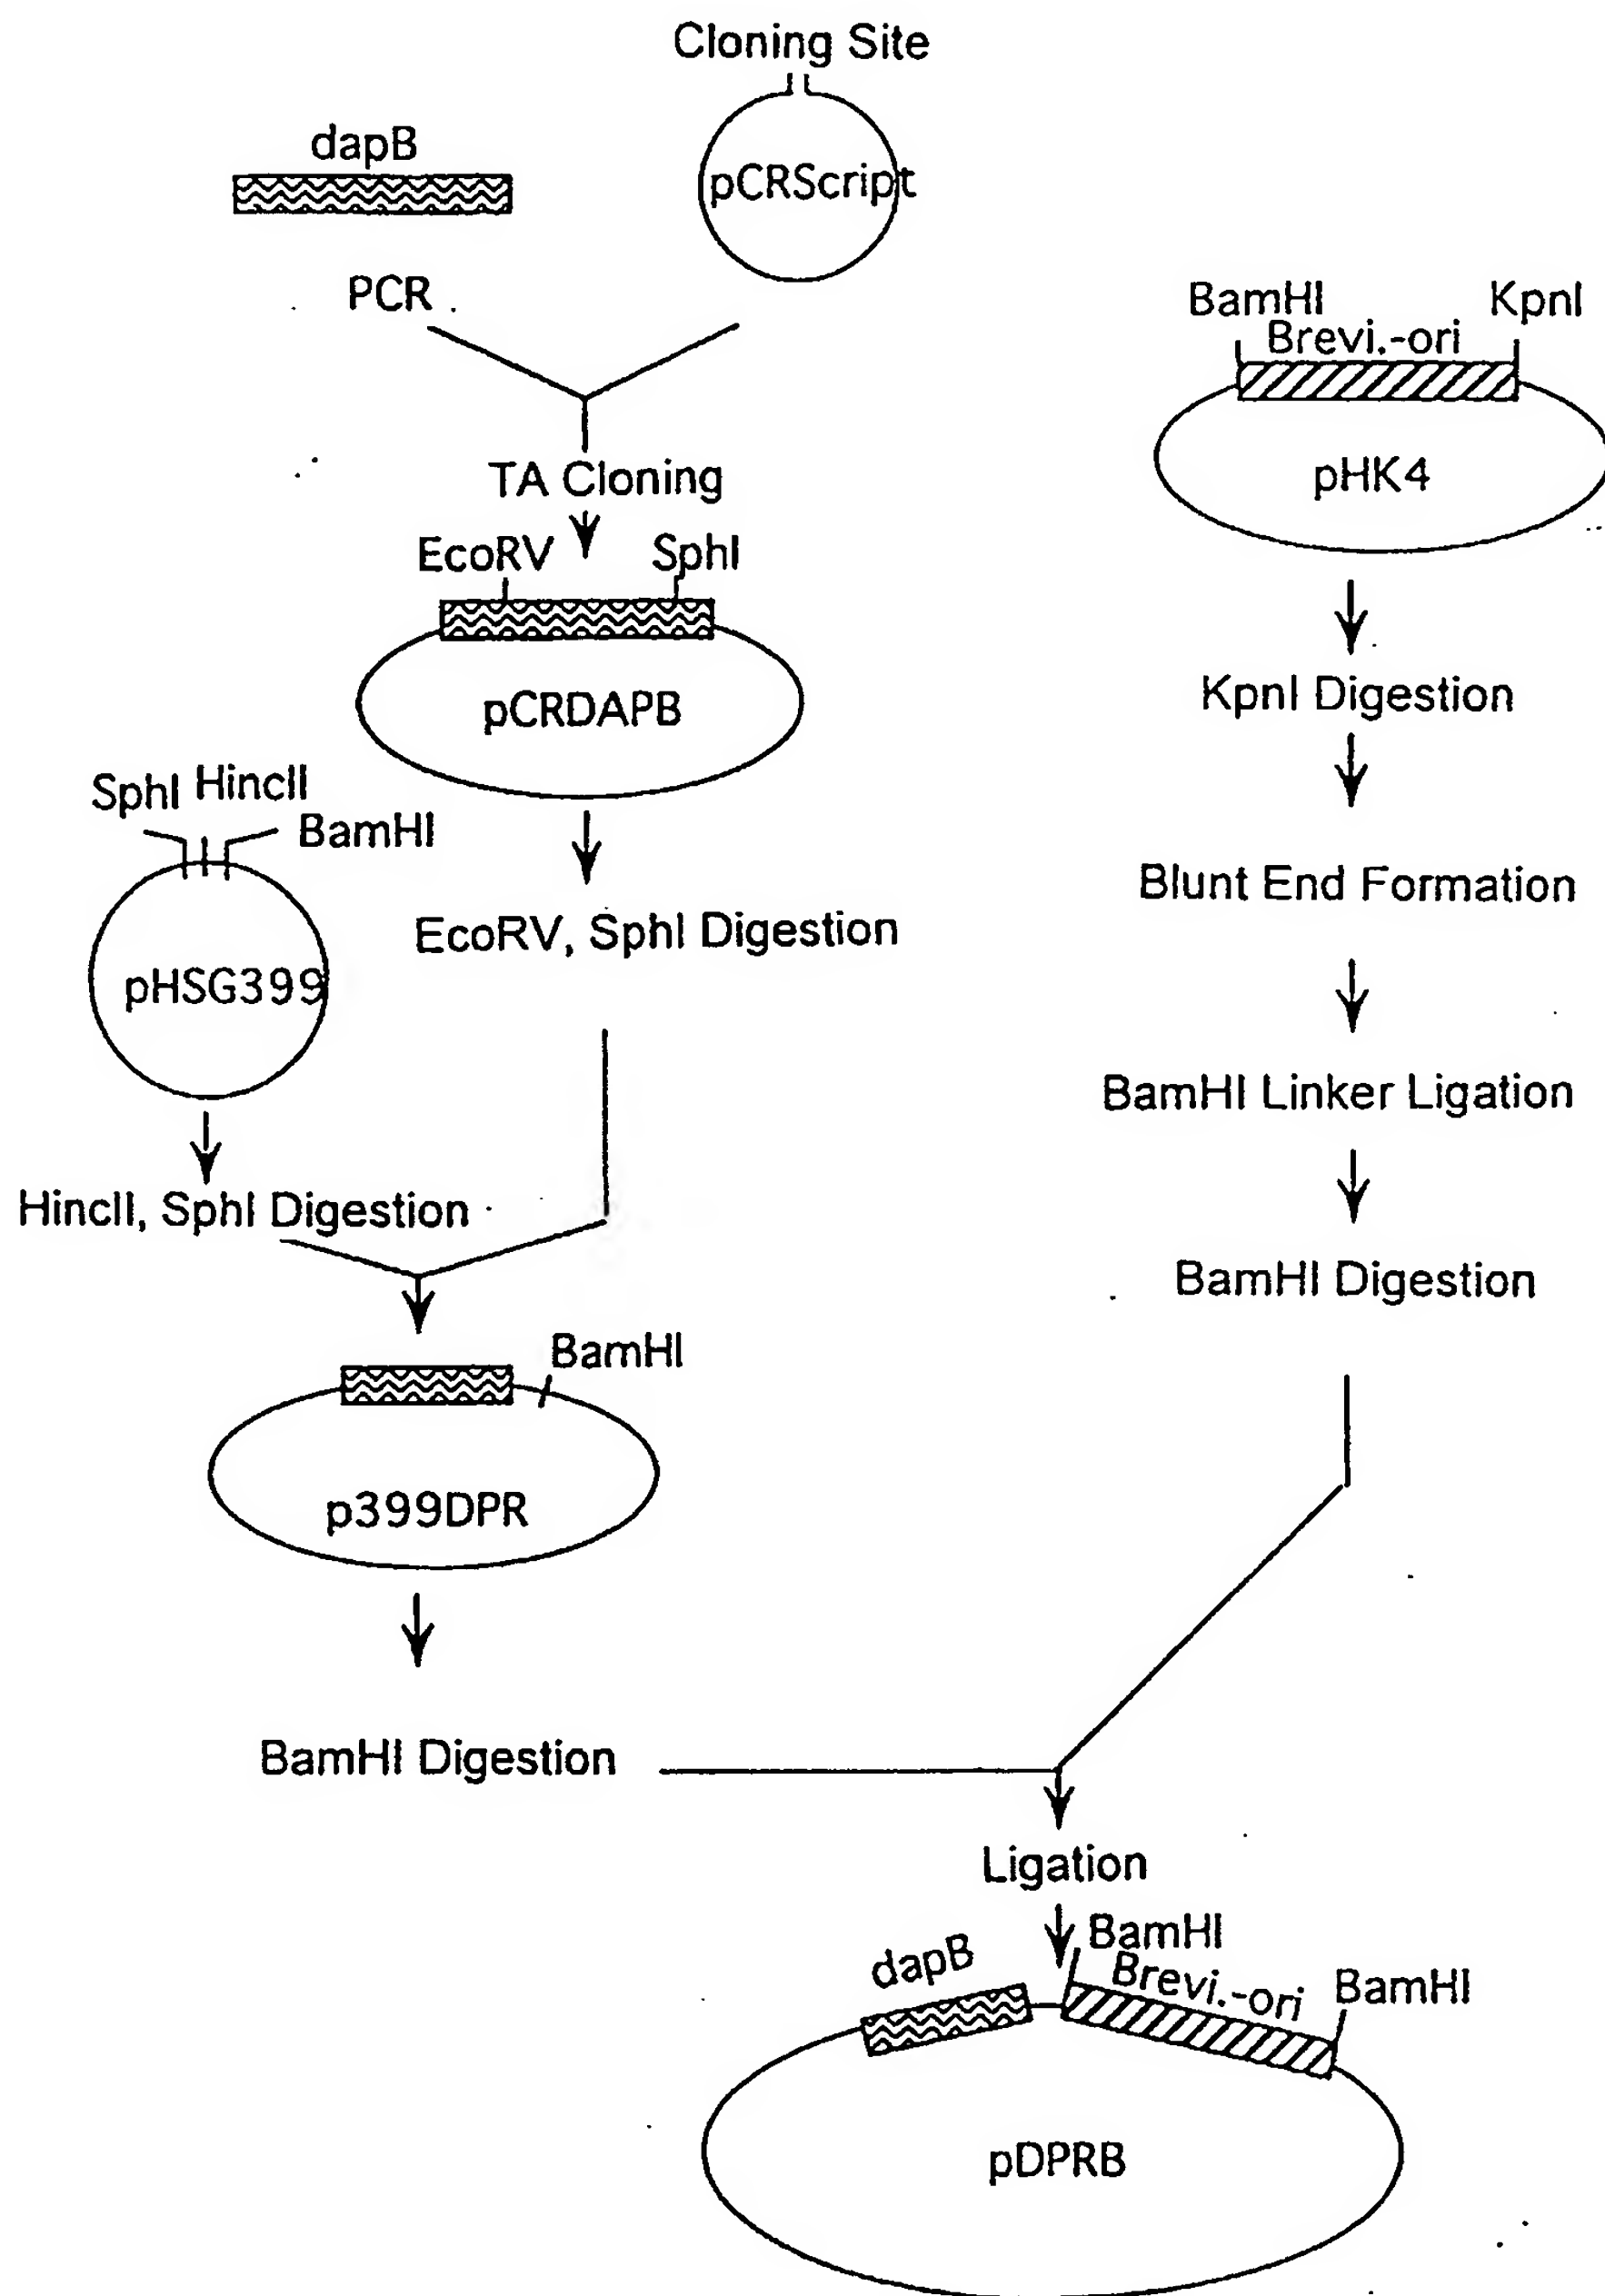 Cloning Site
dapB
pCRScript
PCR
BamHI
KpnI
Brevi.-ori
pHK4
TA Cloning
EcoRV
SphI
pCRDAPB
KpnI Digestion
SphI
HincII
BamHI
pHSG399
EcoRV, SphI Digestion
Blunt End Formation
BamHI Linker Ligation
HincII, SphI Digestion
BamHI Digestion
BamHI
p399DPR
BamHI Digestion
Ligation
dapB
BamHI
Brevi.-ori
BamHI
pDPRB